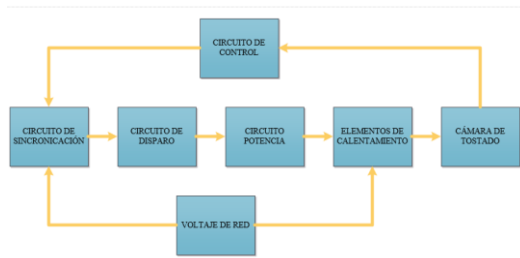 CIRCUITO DE
CONTROL
CIRCUITO DE
SINCRONICACIÓN
CIRCUITO DE
DISPARO
CIRCUITO
POTENCIA
ELEMENTOS DE
CALENTAMIENTO
CÁMARA DE
TOSTADO
VOLTAJE DE RED